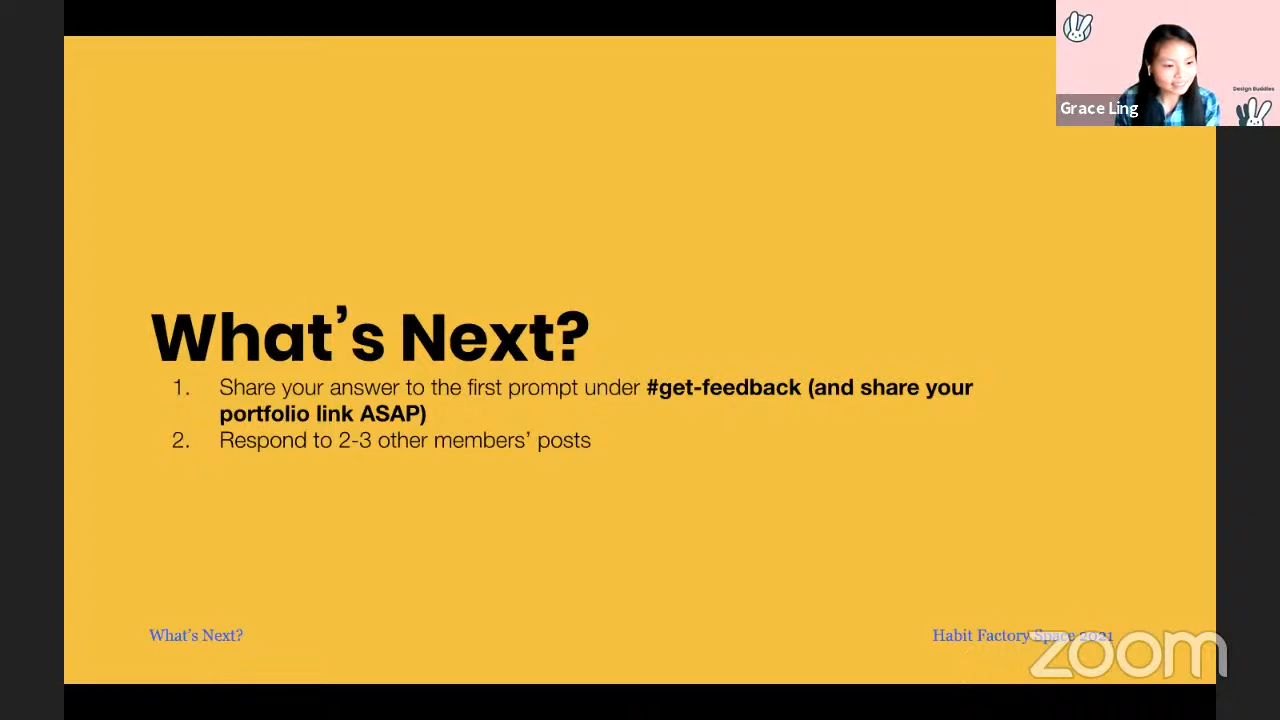 Design Buddies
Grace Ling
What's Next?
1. Share your answer to the first prompt under #get-feedback (and share your
portfolio link ASAP)
2. Respond to 2-3 other members' posts
What's Next?
Habit Factory Space 2021
zoom